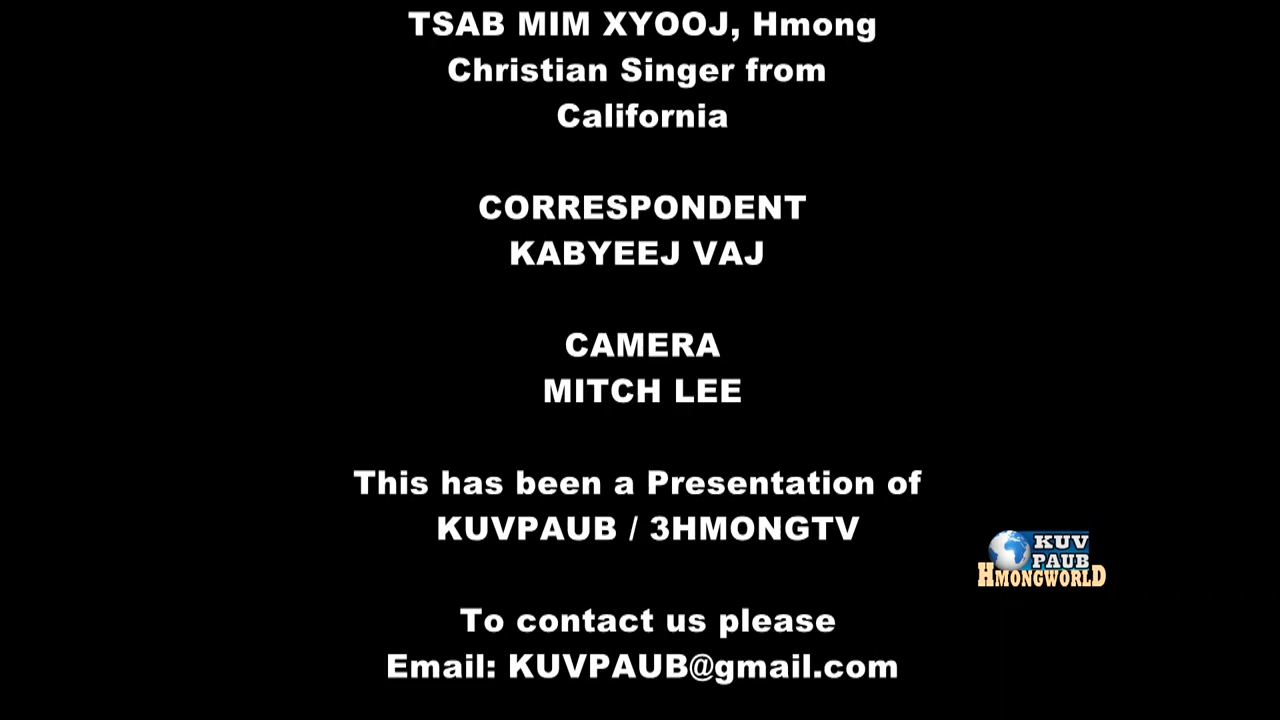 TSAB MIM XYOOJ, Hmong
Christian Singer from
California
CORRESPONDENT
KABYEEJ VAJ
CAMERA
MITCH LEE
This has been a Presentation of
KUVPAUB / 3HMONGTV
KUV
PAUB
HMONGWORLD
To contact us please
Email: KUVPAUB@gmail.com